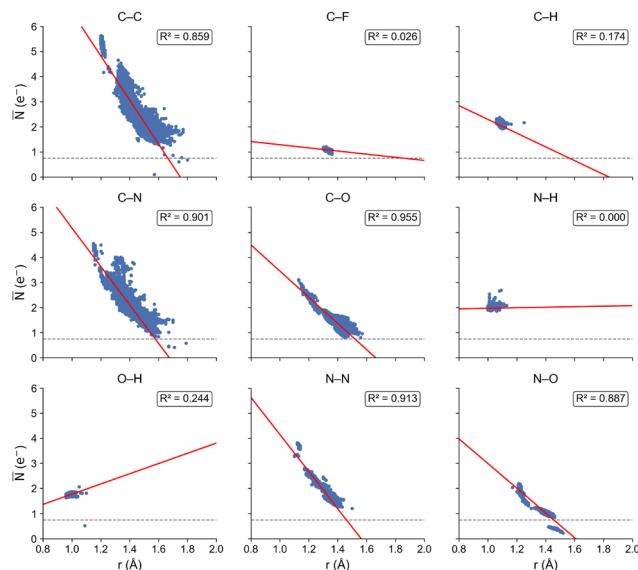 C–C C–F C–H
R² = 0.859 R² = 0.026 R² = 0.174
6
5
4
3
2
1
0
N̅ (e⁻)
C–N C–O N–H
R² = 0.901 R² = 0.955 R² = 0.000
6
5
4
3
2
1
0
N̅ (e⁻)
O–H N–N N–O
R² = 0.244 R² = 0.913 R² = 0.887
6
5
4
3
2
1
0
N̅ (e⁻)
0.8 1.0 1.2 1.4 1.6 1.8 2.0 0.8 1.0 1.2 1.4 1.6 1.8 2.0 0.8 1.0 1.2 1.4 1.6 1.8 2.0
r (Å) r (Å) r (Å)